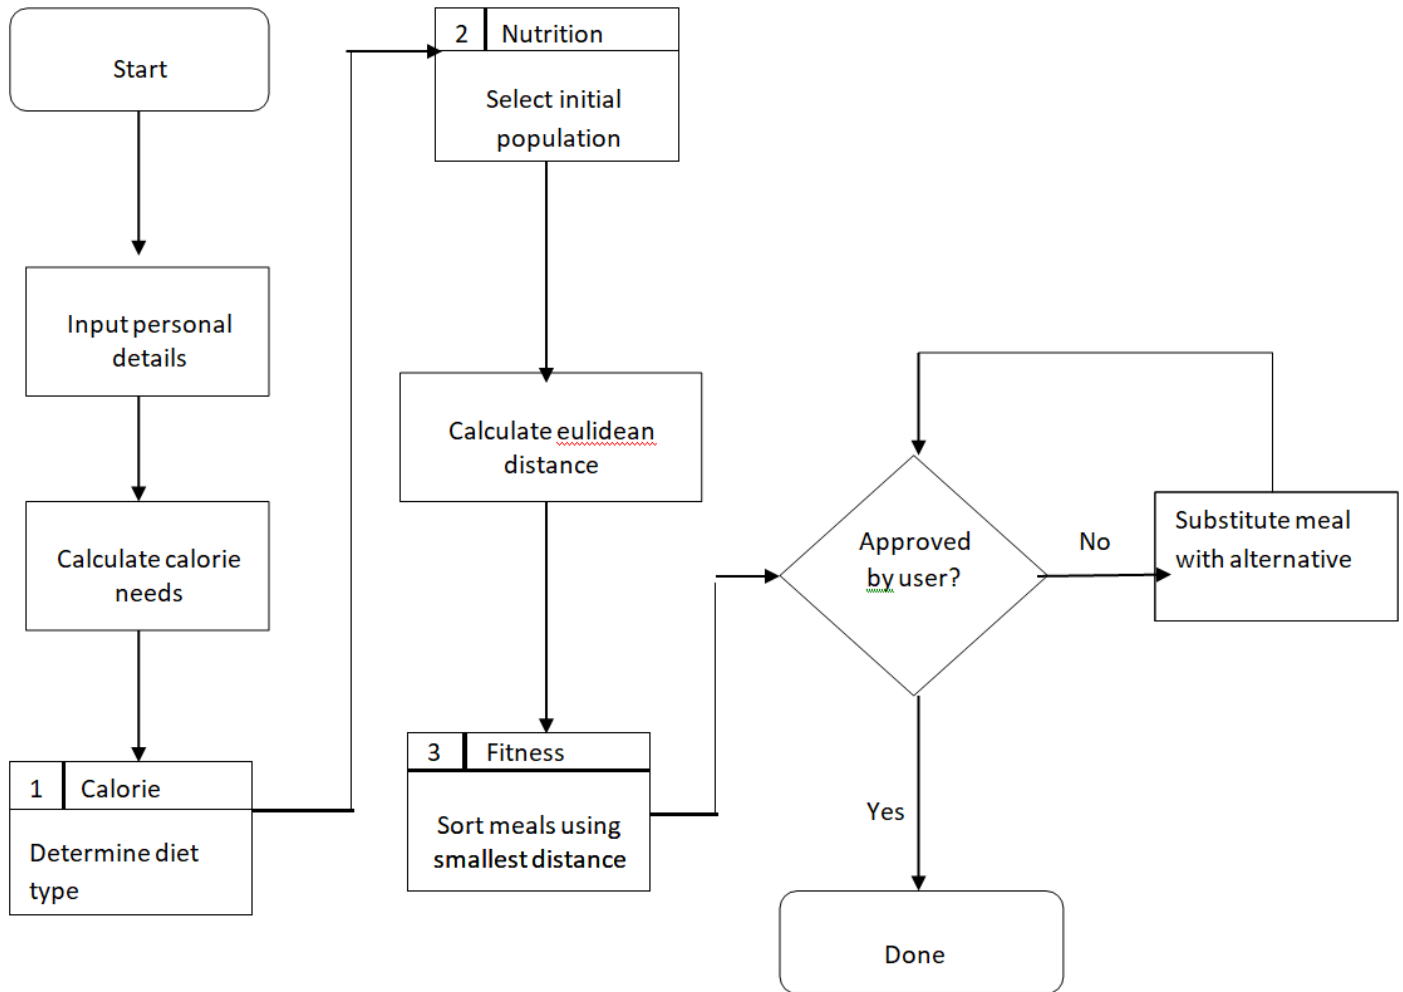 Start
Input personal
details
Calculate calorie
needs
1 Calorie
Determine diet
type
2 Nutrition
Select initial
population
Calculate eulidean
distance
3 Fitness
Sort meals using
smallest distance
Approved
by user?
No
Substitute meal
with alternative
Yes
Done